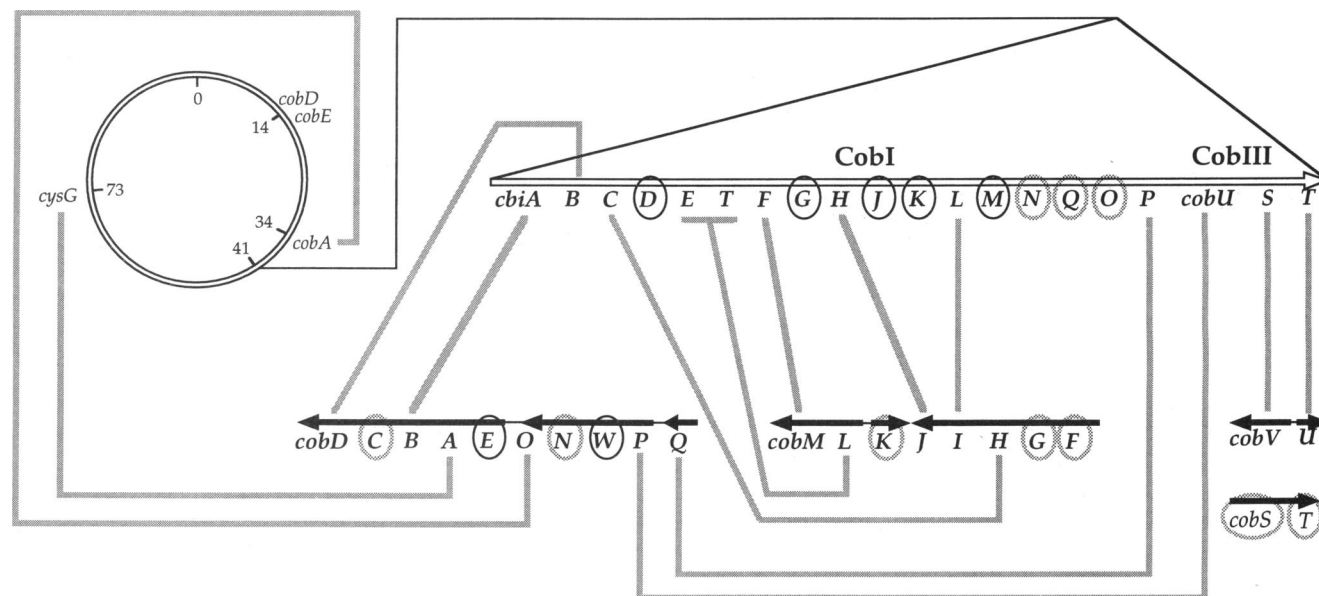 0
cobD
cobE
14
CobI
CobIII
cysG
73
cbiA B C D E T F G H J K L M N Q O P cobU S T
34
cobA
41
cobD C B A E O N W P Q
cobM L K J I H G F
cobV U
cobS T